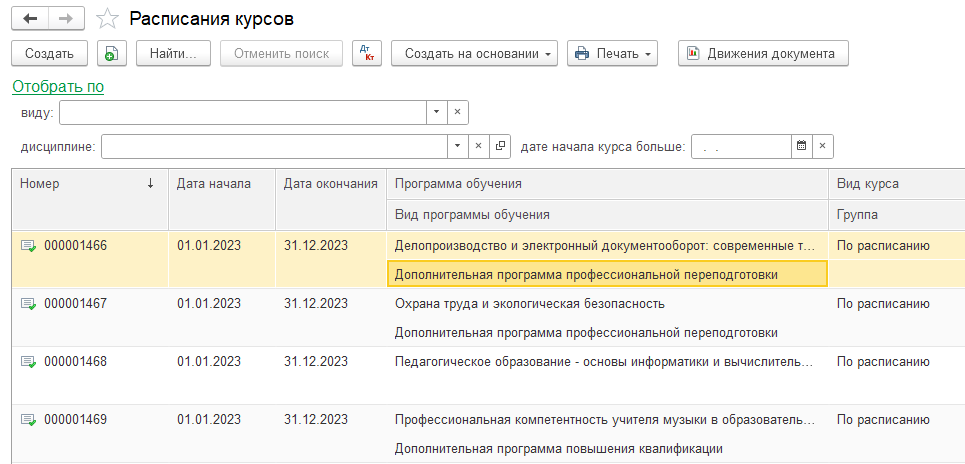 Расписания курсов
Создать Найти... Отменить поиск Дт Кт Создать на основании Печать Движения документа
Отобрать по
виду:
дисциплине: дате начала курса больше: . .
Номер ↓ Дата начала Дата окончания Программа обучения Вид курса
Вид программы обучения Группа
000001466 01.01.2023 31.12.2023 Делопроизводство и электронный документооборот: современные т... По расписанию
Дополнительная программа профессиональной переподготовки
000001467 01.01.2023 31.12.2023 Охрана труда и экологическая безопасность По расписанию
Дополнительная программа профессиональной переподготовки
000001468 01.01.2023 31.12.2023 Педагогическое образование - основы информатики и вычислитель... По расписанию
000001469 01.01.2023 31.12.2023 Профессиональная компетентность учителя музыки в образователь... По расписанию
Дополнительная программа повышения квалификации